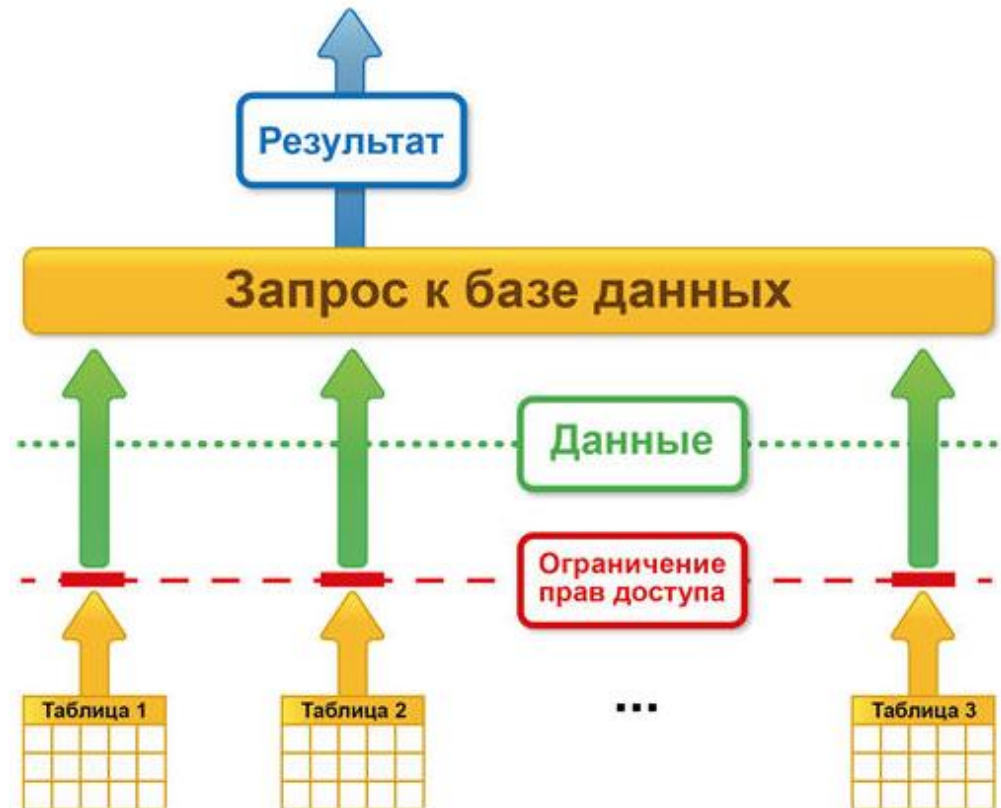 Результат
Запрос к базе данных
Данные
Ограничение
прав доступа
Таблица 1
Таблица 2
...
Таблица 3